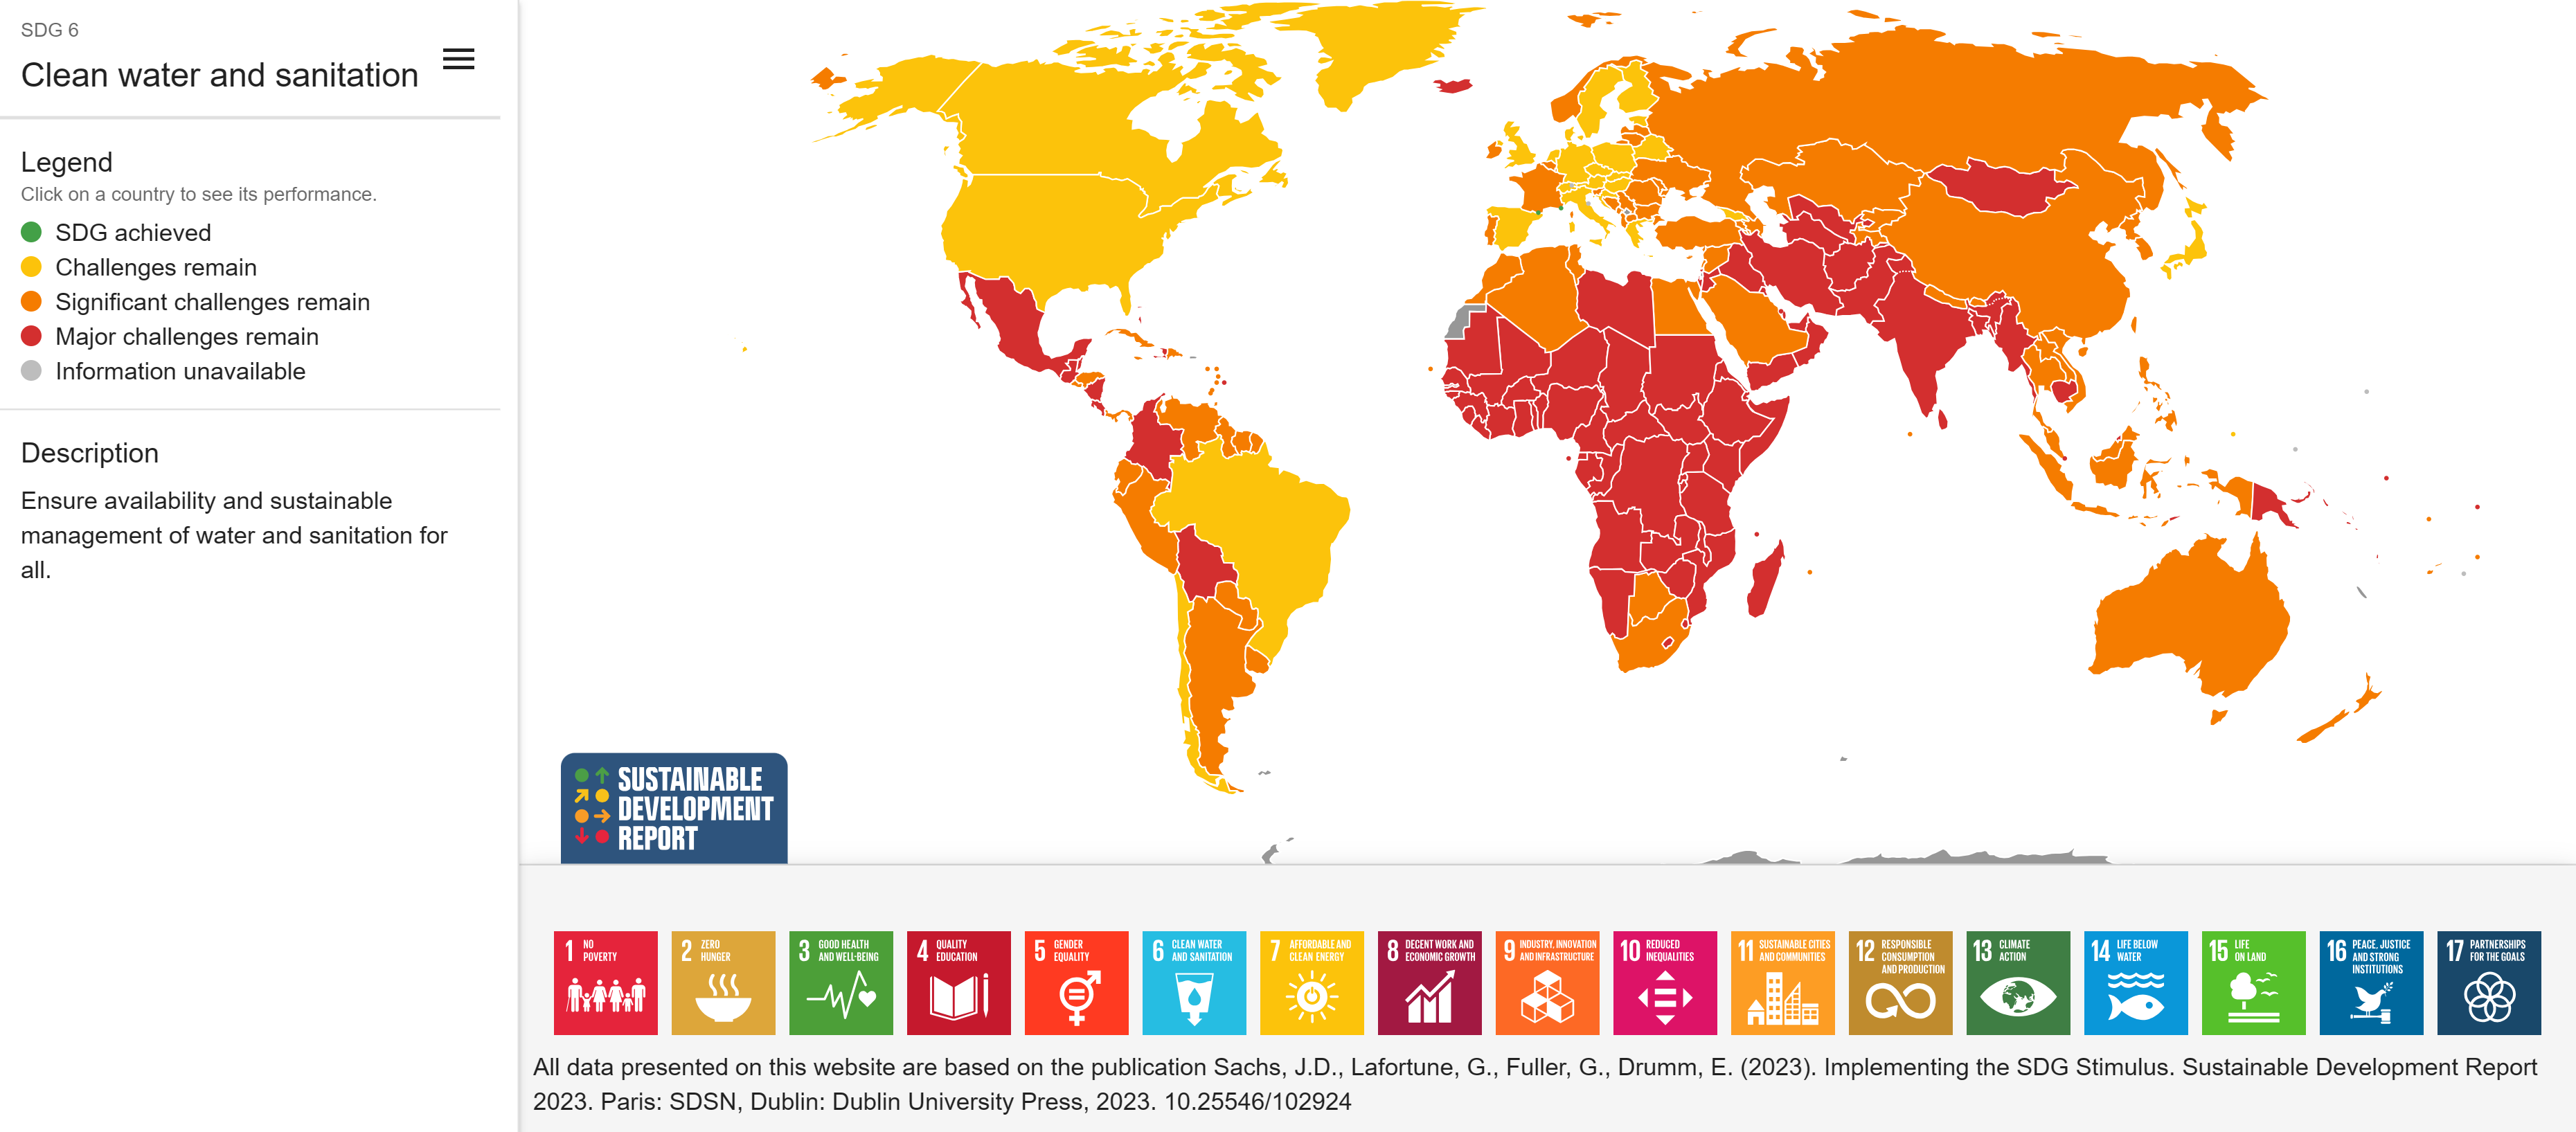 SDG 6
Clean water and sanitation
Legend
Click on a country to see its performance.
SDG achieved
Challenges remain
Significant challenges remain
Major challenges remain
Information unavailable
Description
Ensure availability and sustainable
management of water and sanitation for
all.
SUSTAINABLE
DEVELOPMENT
REPORT
1 NO
POVERTY
2 ZERO
HUNGER
3 GOOD HEALTH
AND WELL-BEING
4 QUALITY
EDUCATION
5 GENDER
EQUALITY
6 CLEAN WATER
AND SANITATION
7 AFFORDABLE AND
CLEAN ENERGY
8 DECENT WORK AND
ECONOMIC GROWTH
9 INDUSTRY, INNOVATION
AND INFRASTRUCTURE
10 REDUCED
INEQUALITIES
11 SUSTAINABLE CITIES
AND COMMUNITIES
12 RESPONSIBLE
CONSUMPTION
AND PRODUCTION
13 CLIMATE
ACTION
14 LIFE BELOW
WATER
15 LIFE
ON LAND
16 PEACE, JUSTICE
AND STRONG
INSTITUTIONS
17 PARTNERSHIPS
FOR THE GOALS
All data presented on this website are based on the publication Sachs, J.D., Lafortune, G., Fuller, G., Drumm, E. (2023). Implementing the SDG Stimulus. Sustainable Development Report
2023. Paris: SDSN, Dublin: Dublin University Press, 2023. 10.25546/102924